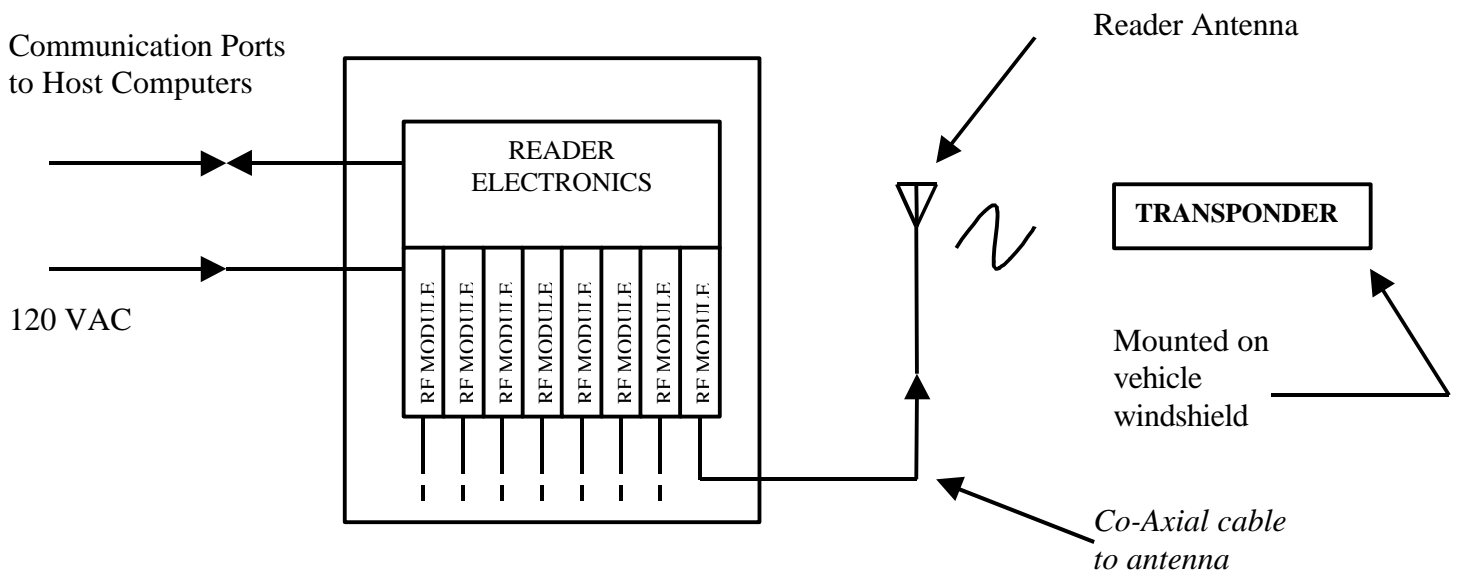 Communication Ports
to Host Computers
Reader Antenna
READER
ELECTRONICS
TRANSPONDER
120 VAC
RF MODULE
RF MODULE
RF MODULE
RF MODULE
RF MODULE
RF MODULE
RF MODULE
RF MODULE
Mounted on
vehicle
windshield
Co-Axial cable
to antenna